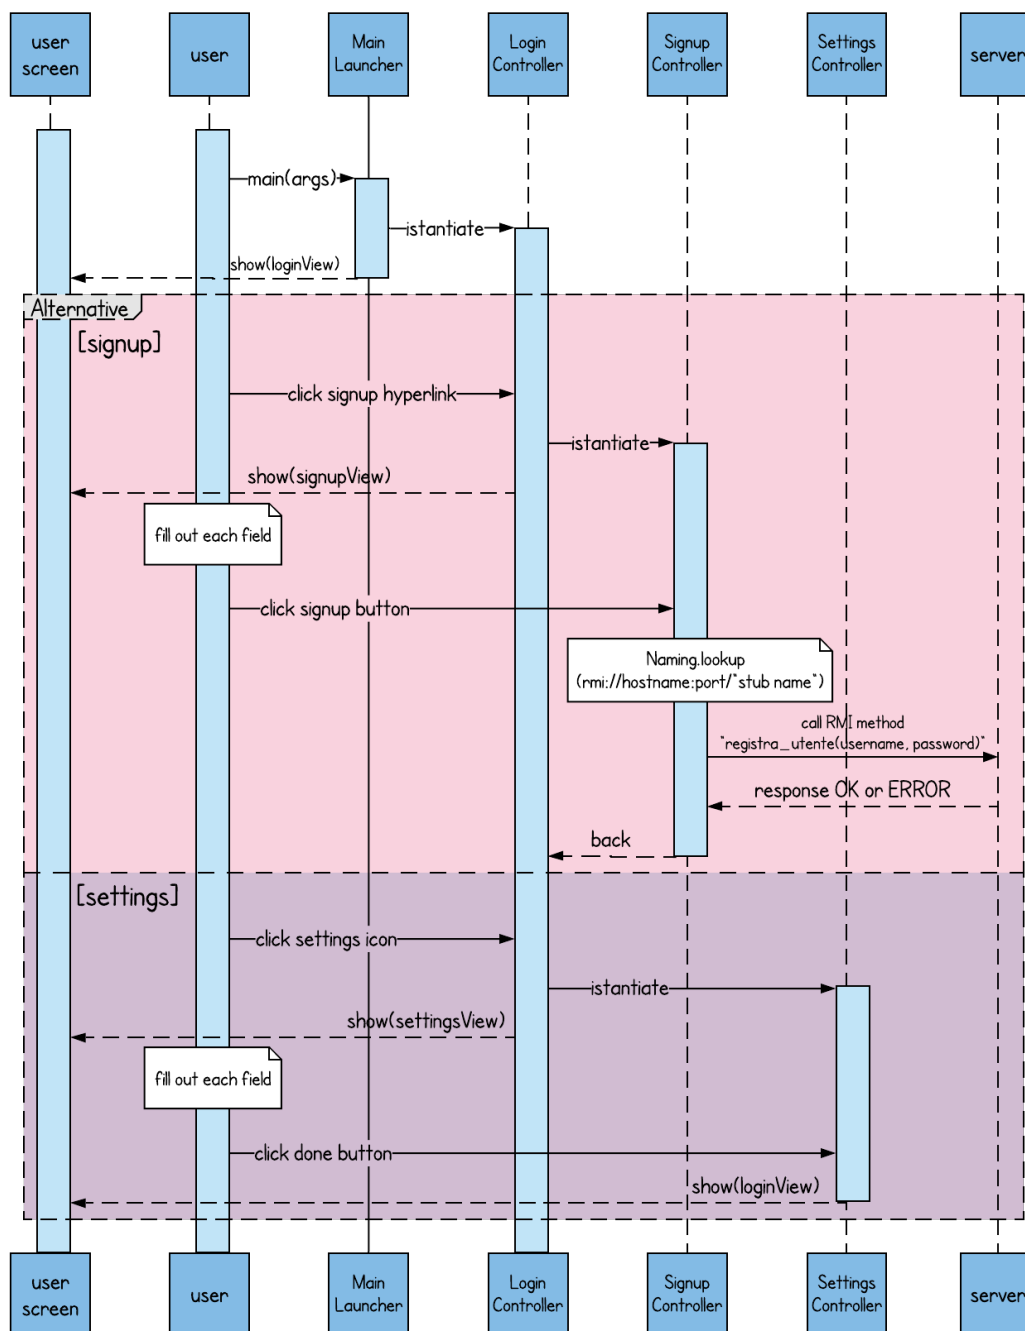 user
screen
user
Main
Launcher
Login
Controller
Signup
Controller
Settings
Controller
server
main(args)
istantiate
show(loginView)
Alternative
[signup]
click signup hyperlink
istantiate
show(signupView)
fill out each field
click signup button
Naming.lookup
(rmi://hostname:port/"stub name")
call RMI method
"registra_utente(username, password)"
response OK or ERROR
back
[settings]
click settings icon
istantiate
show(settingsView)
fill out each field
click done button
show(loginView)
user
screen
user
Main
Launcher
Login
Controller
Signup
Controller
Settings
Controller
server